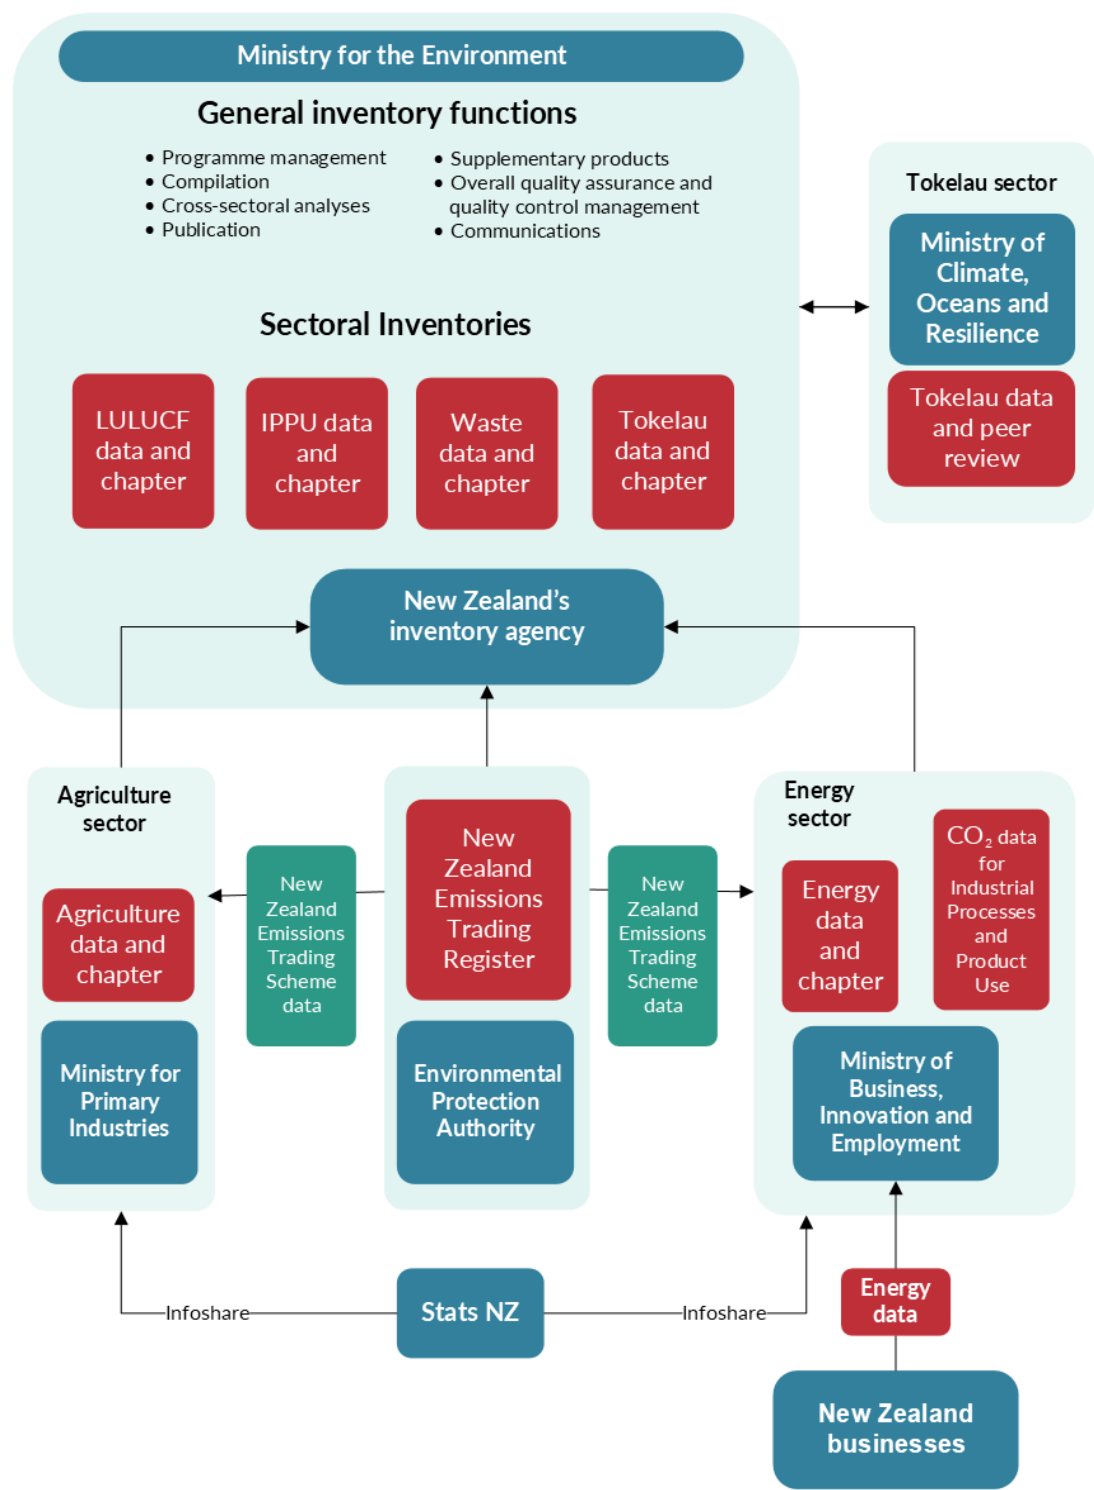 Ministry for the Environment
General inventory functions
• Programme management
• Compilation
• Cross-sectoral analyses
• Publication
• Supplementary products
• Overall quality assurance and
quality control management
• Communications
Sectoral Inventories
LULUCF
data and
chapter
IPPU data
and
chapter
Waste
data and
chapter
Tokelau
data and
chapter
New Zealand’s
inventory agency
Tokelau sector
Ministry of
Climate,
Oceans and
Resilience
Tokelau data
and peer
review
Agriculture
sector
Agriculture
data and
chapter
Ministry for
Primary
Industries
New
Zealand
Emissions
Trading
Scheme
data
New
Zealand
Emissions
Trading
Register
Environmental
Protection
Authority
New
Zealand
Emissions
Trading
Scheme
data
Energy
sector
Energy
data
and
chapter
CO₂ data
for
Industrial
Processes
and
Product
Use
Ministry of
Business,
Innovation and
Employment
Infoshare
Stats NZ
Infoshare
Energy
data
New Zealand
businesses